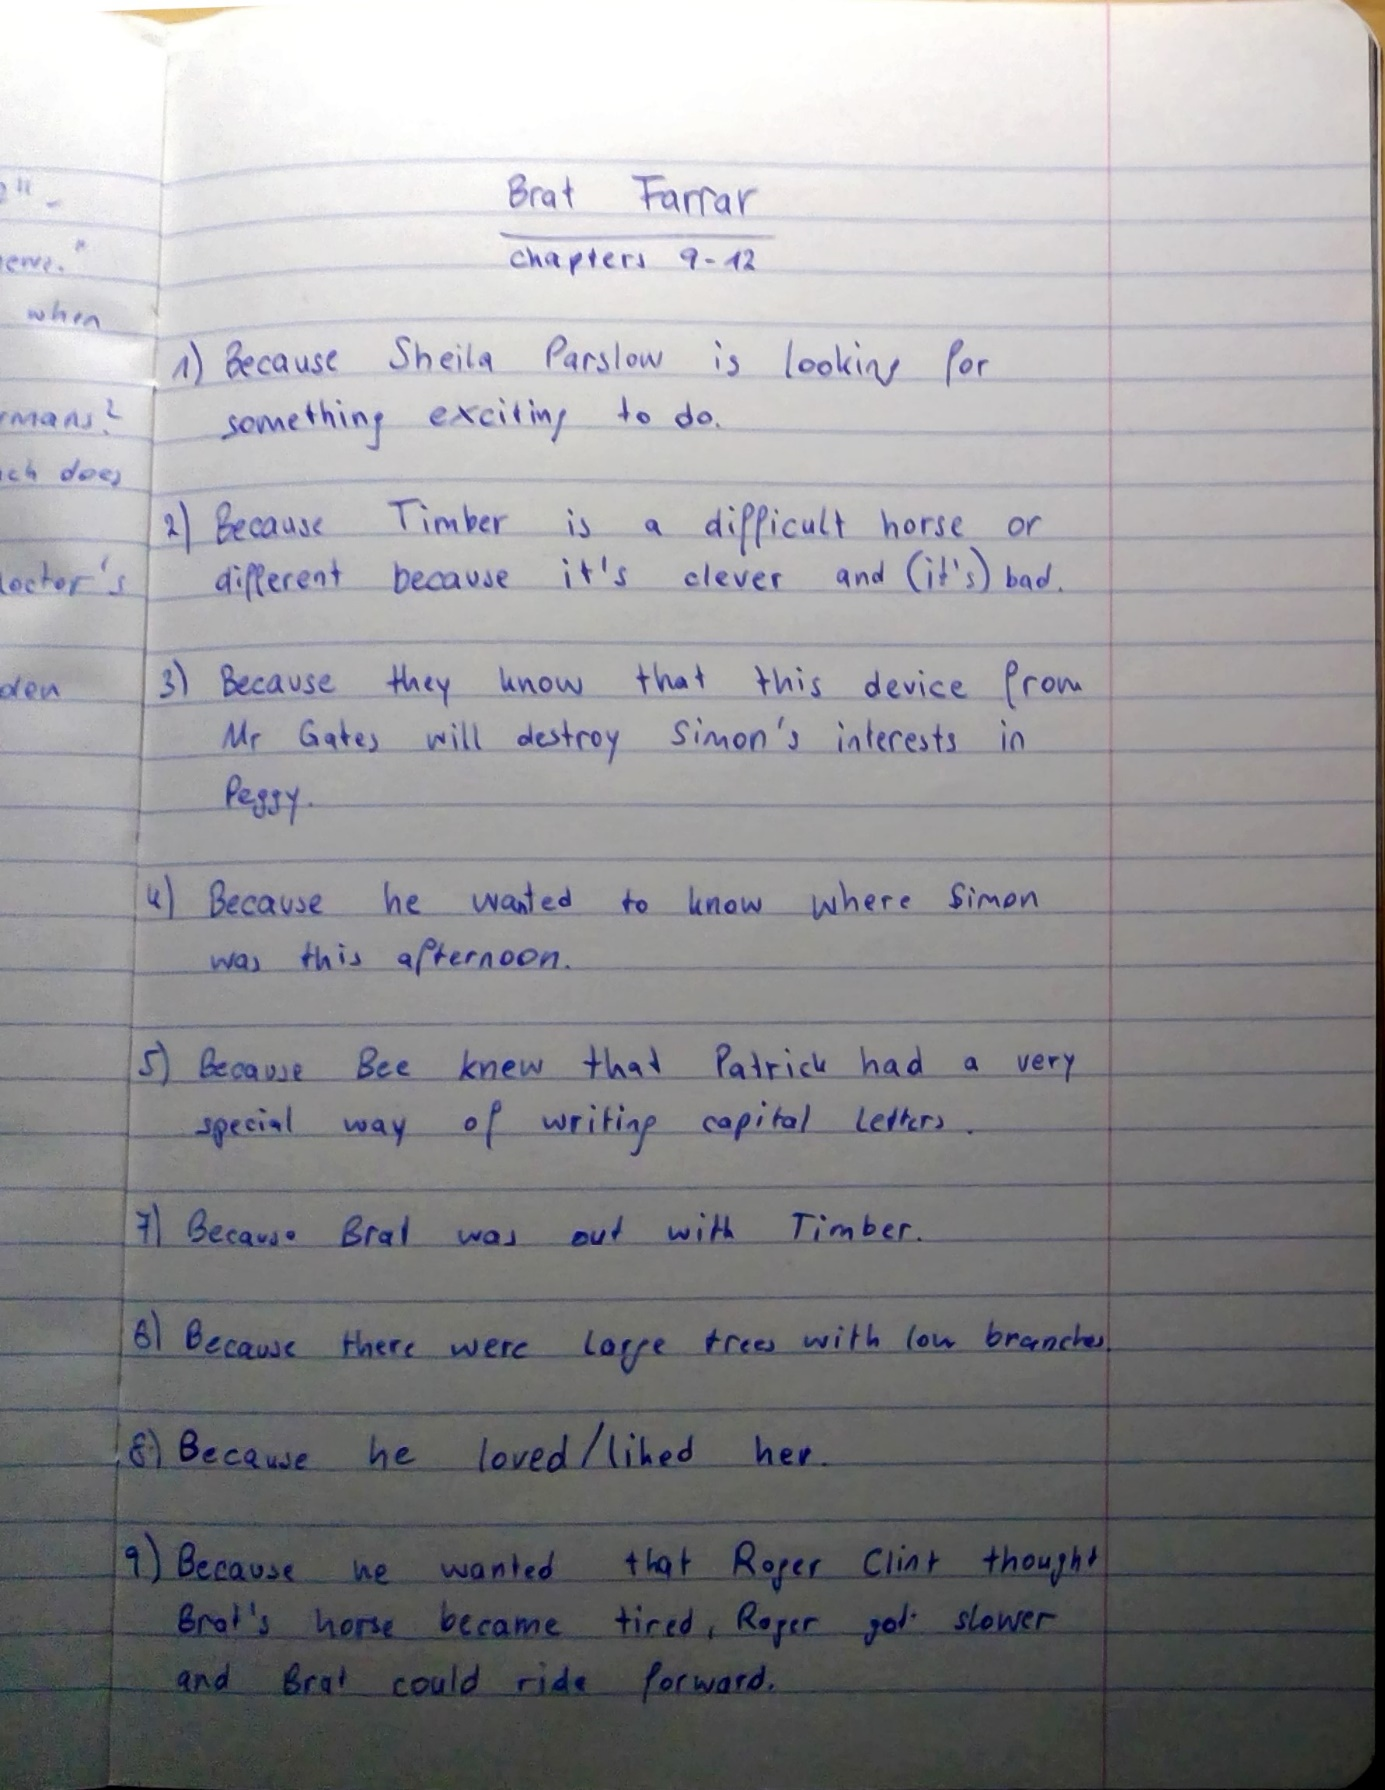 Brat Farrar
chapters 9-12
when
doctor's
1) Because Sheila Parslow is looking for
something exciting to do.
ch does
2) Because Timber is a difficult horse or
different because it's clever and (it's) bad.
den
3) Because they know that this device from
Mr Gates will destroy Simon's interests in
Peggy.
4) Because he wanted to know where Simon
was this afternoon.
5) Because Bee knew that Patrick had a very
special way of writing capital letters.
7) Because Brat was out with Timber.
6) Because there were large trees with low branches.
8) Because he loved/liked her.
9) Because he wanted that Roger Clint thought
Brat's horse became tired, Roger got slower
and Brat could ride forward.